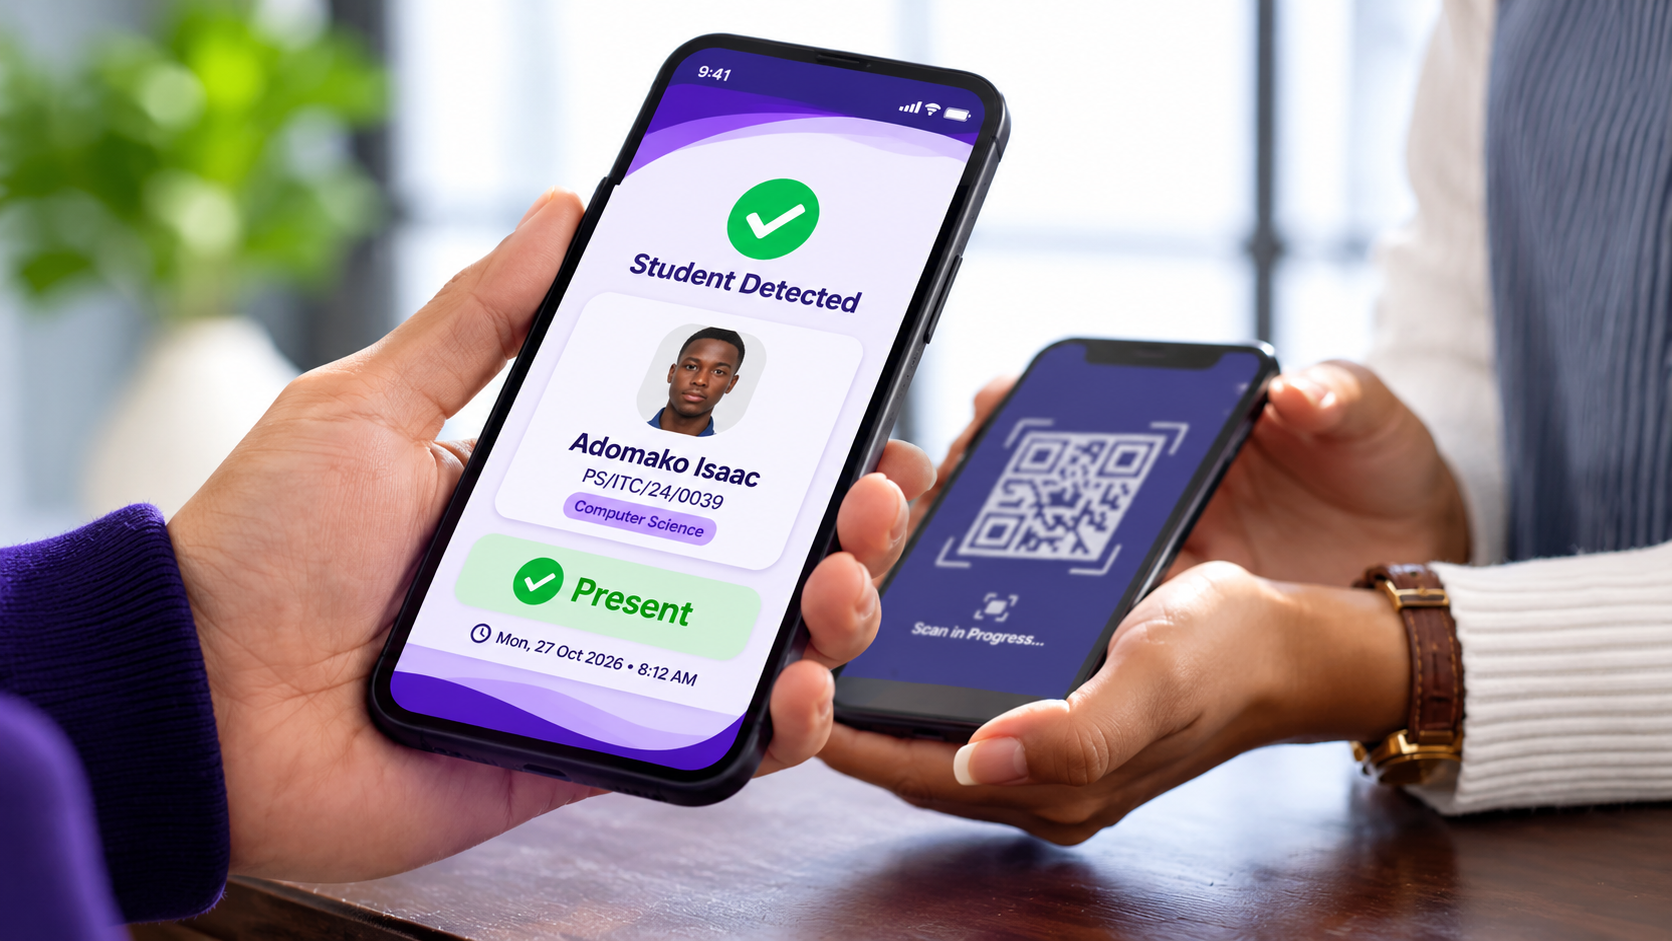 9:41
Student Detected
Adomako Isaac
PS/ITC/24/0039
Computer Science
Present
Mon, 27 Oct 2026 • 8:12 AM
Scan in Progress...